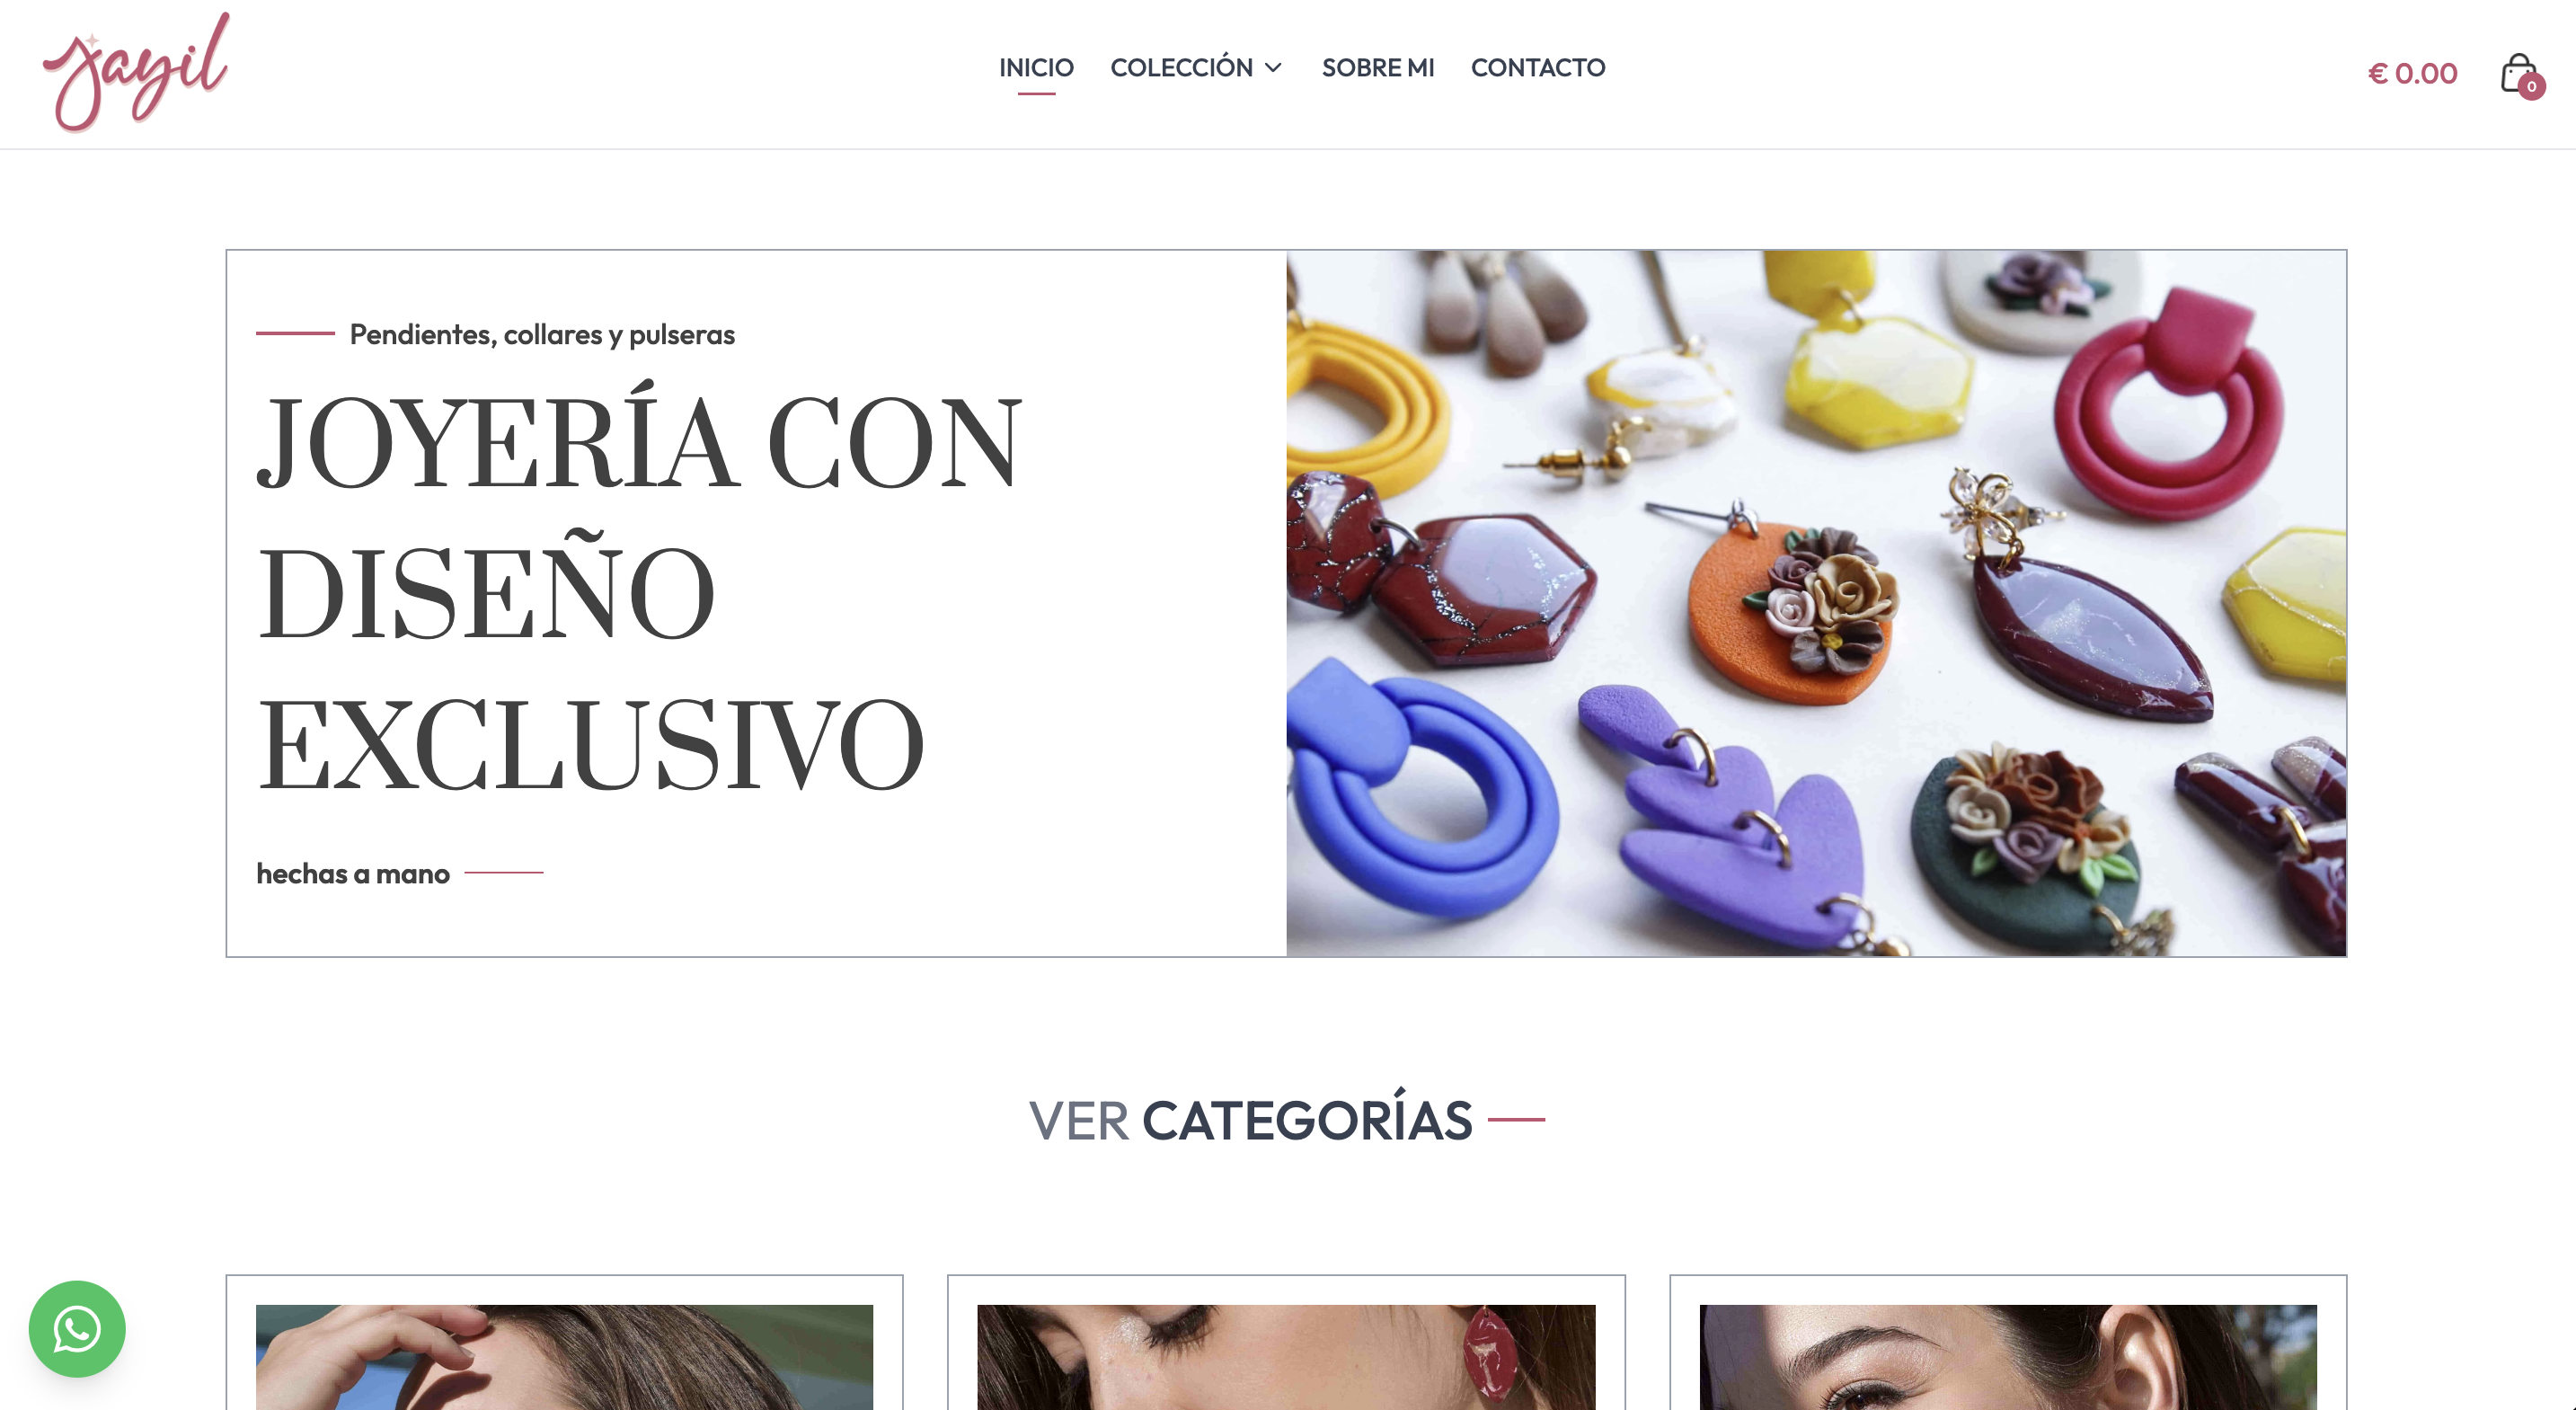 jayil
INICIO COLECCIÓN SOBRE MI CONTACTO
€ 0.00
0
Pendientes, collares y pulseras
JOYERÍA CON
DISEÑO
EXCLUSIVO
hechas a mano
VER CATEGORÍAS